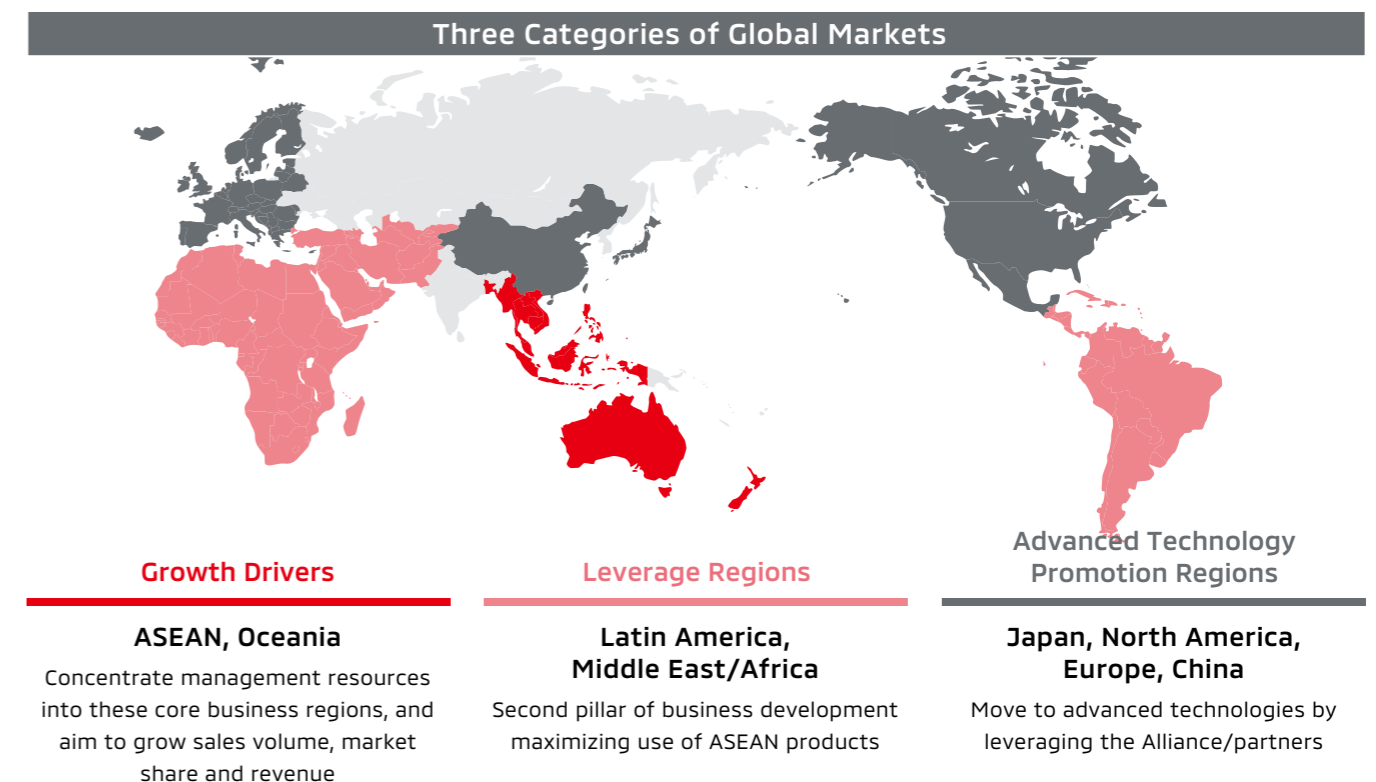 Three Categories of Global Markets
Growth Drivers
ASEAN, Oceania
Concentrate management resources
into these core business regions, and
aim to grow sales volume, market
share and revenue
Leverage Regions
Latin America,
Middle East/Africa
Second pillar of business development
maximizing use of ASEAN products
Advanced Technology
Promotion Regions
Japan, North America,
Europe, China
Move to advanced technologies by
leveraging the Alliance/partners